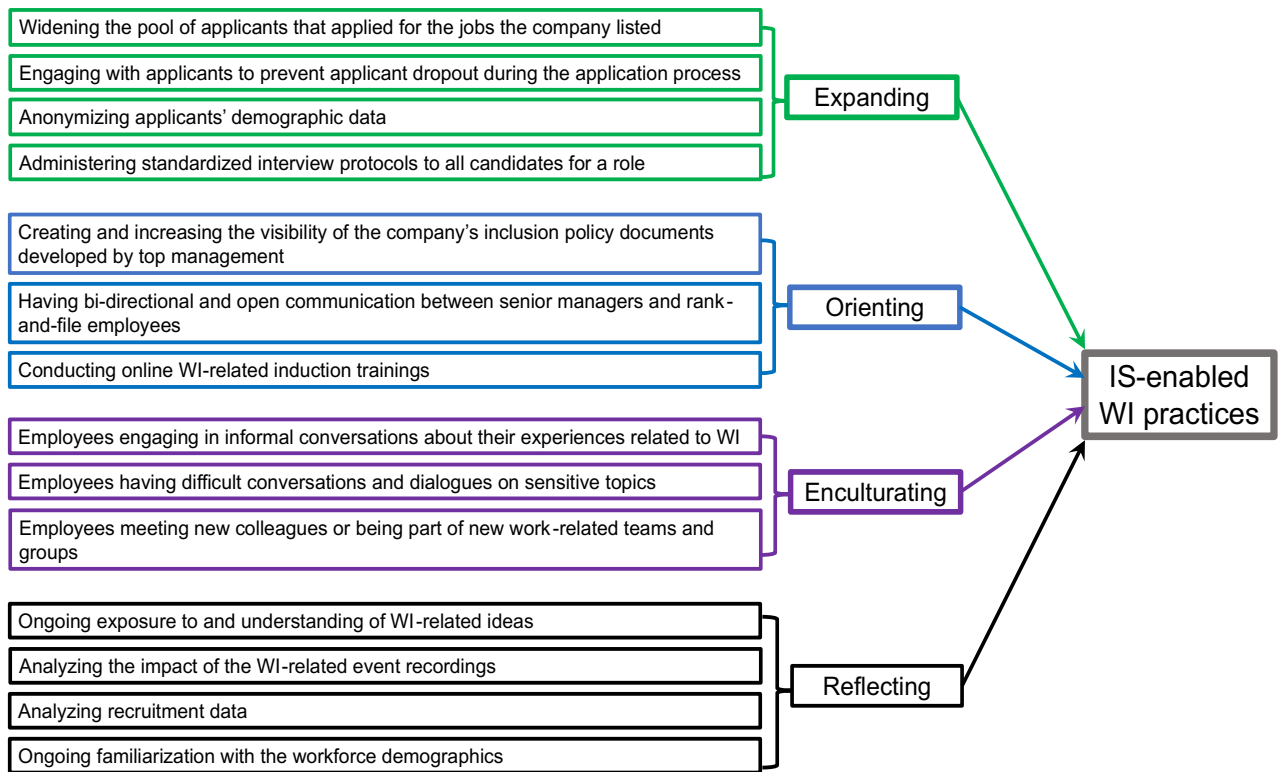 Widening the pool of applicants that applied for the jobs the company listed
Engaging with applicants to prevent applicant dropout during the application process
Anonymizing applicants’ demographic data
Administering standardized interview protocols to all candidates for a role
Expanding
Creating and increasing the visibility of the company’s inclusion policy documents
developed by top management
Having bi-directional and open communication between senior managers and rank-
and-file employees
Conducting online WI-related induction trainings
Orienting
Employees engaging in informal conversations about their experiences related to WI
Employees having difficult conversations and dialogues on sensitive topics
Employees meeting new colleagues or being part of new work-related teams and
groups
Enculturating
Ongoing exposure to and understanding of WI-related ideas
Analyzing the impact of the WI-related event recordings
Analyzing recruitment data
Ongoing familiarization with the workforce demographics
Reflecting
IS-enabled
WI practices